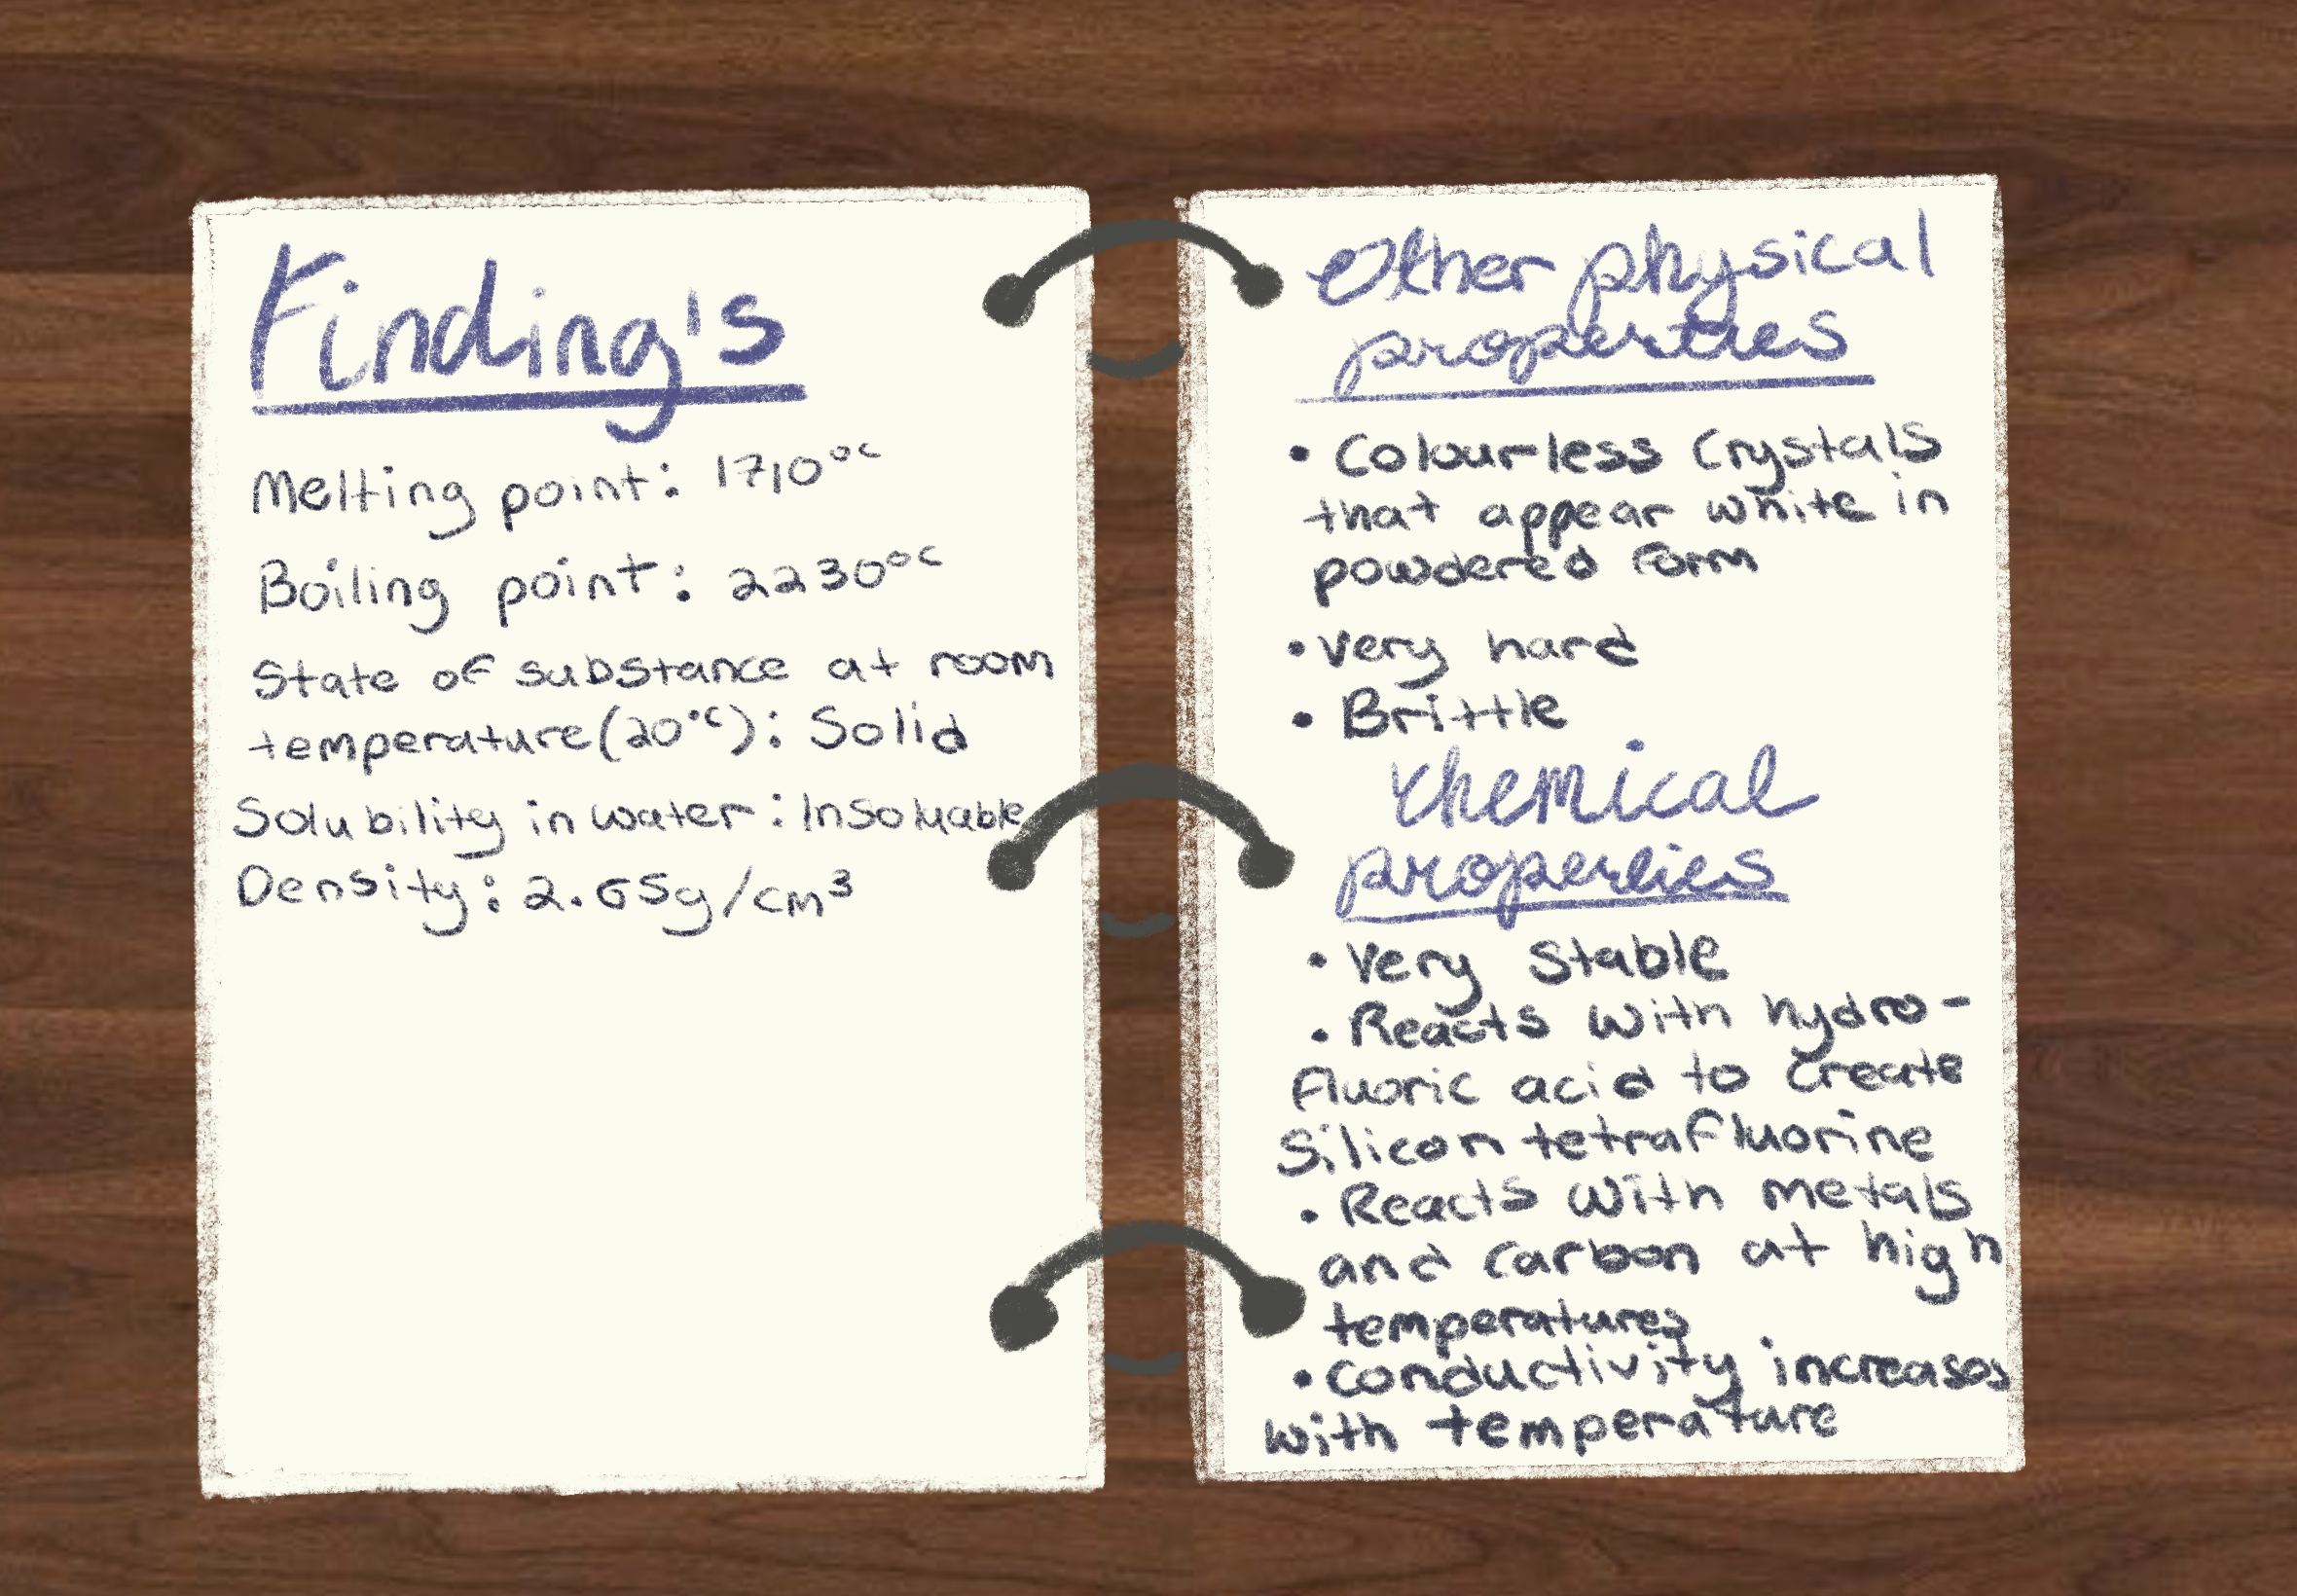 Finding's
Melting point: 1710°C
Boiling point: 2230°C
State of substance at room
temperature(20°C): Solid
Solubility in water: Insoluable
Density: 2.65g/cm³
Other physical
properties
• Colourless Crystals
that appear white in
powdered form
• Very hard
• Brittle
Chemical
properties
• Very Stable
• Reacts with hydro-
fluoric acid to create
Silicon tetrafluorine
• Reacts with metals
and carbon at high
temperatures
• Conductivity increases
with temperature